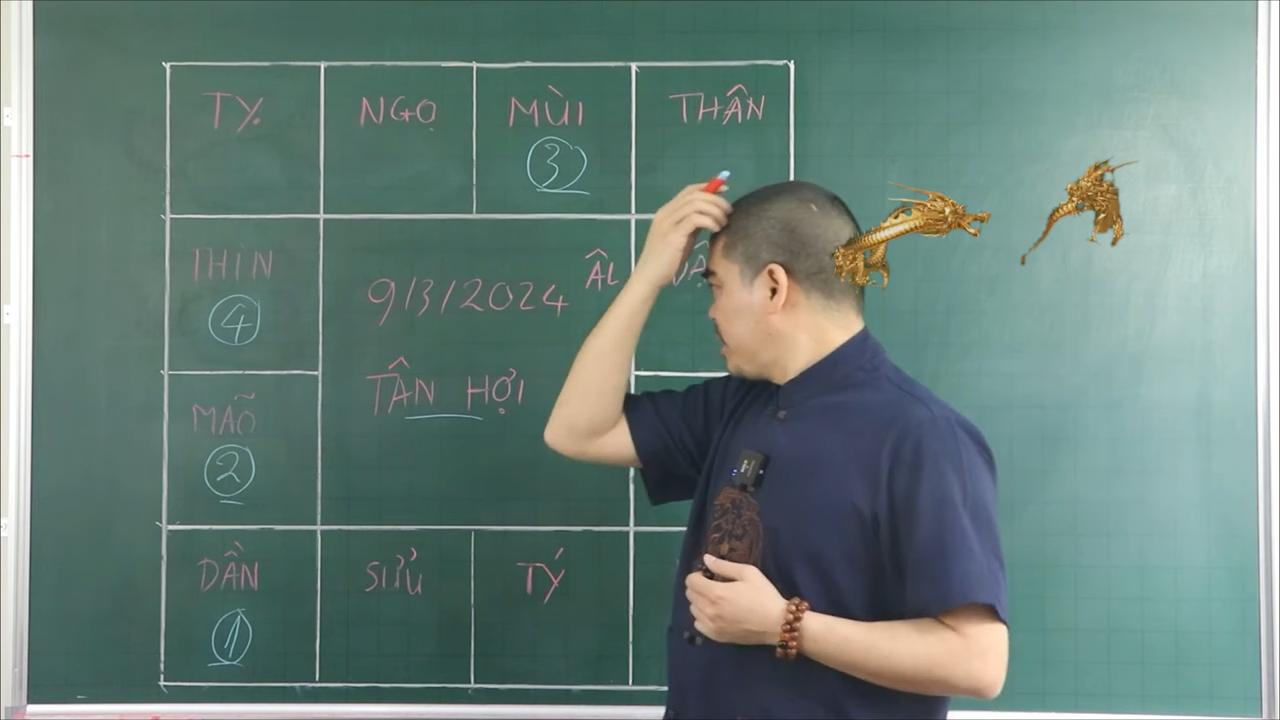 TỴ NGỌ MÙI THÂN
③
THÌN
④
9/3/2024 ÂL
TÂN HỢI
MÃO
②
DẦN SỬU TÝ
①